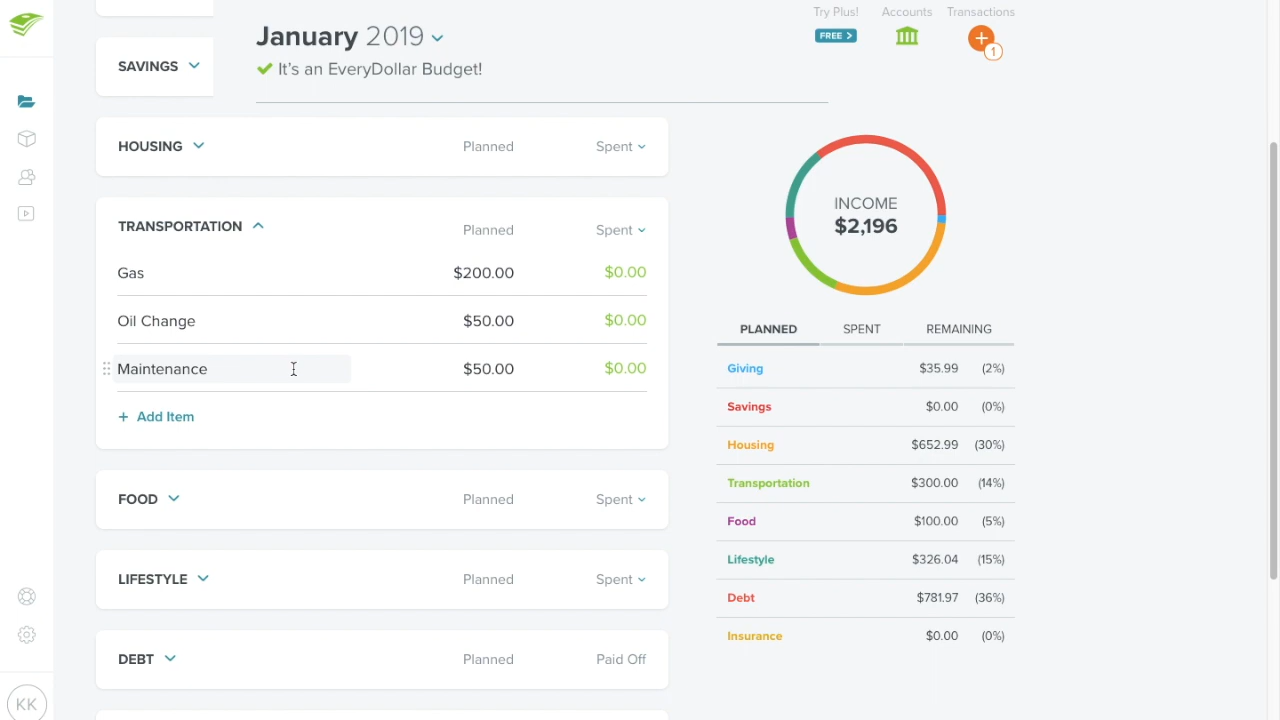 Try Plus! Accounts Transactions
January 2019
FREE >
1
SAVINGS
It's an EveryDollar Budget!
HOUSING Planned Spent
TRANSPORTATION Planned Spent
Gas $200.00 $0.00
Oil Change $50.00 $0.00
Maintenance $50.00 $0.00
+ Add Item
FOOD Planned Spent
LIFESTYLE Planned Spent
DEBT Planned Paid Off
INCOME
$2,196
PLANNED SPENT REMAINING
Giving $35.99 (2%)
Savings $0.00 (0%)
Housing $652.99 (30%)
Transportation $300.00 (14%)
Food $100.00 (5%)
Lifestyle $326.04 (15%)
Debt $781.97 (36%)
Insurance $0.00 (0%)
KK